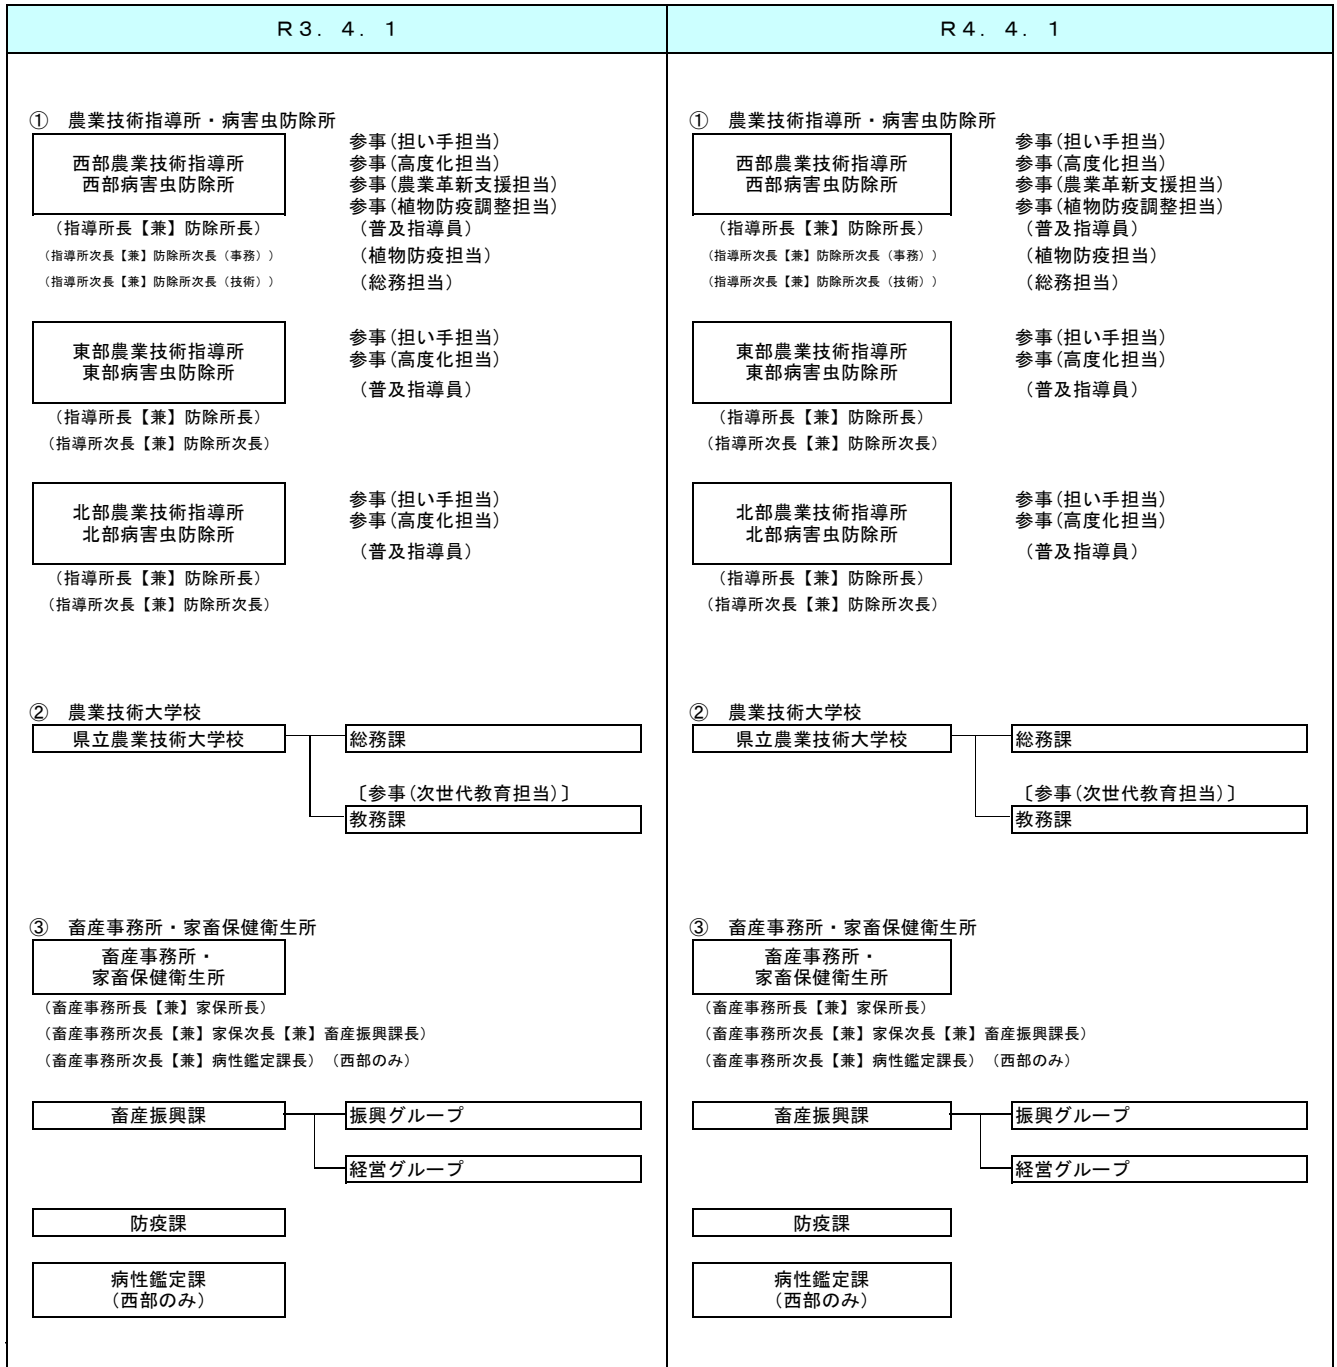 Ｒ３．４．１
① 農業技術指導所・病害虫防除所
西部農業技術指導所
西部病害虫防除所
参事(担い手担当)
参事(高度化担当)
参事(農業革新支援担当)
参事(植物防疫調整担当)
（指導所長【兼】防除所長）
（普及指導員）
（指導所次長【兼】防除所次長（事務））
（植物防疫担当）
（指導所次長【兼】防除所次長（技術））
（総務担当）
東部農業技術指導所
東部病害虫防除所
参事(担い手担当)
参事(高度化担当)
（普及指導員）
（指導所長【兼】防除所長）
（指導所次長【兼】防除所次長）
北部農業技術指導所
北部病害虫防除所
参事(担い手担当)
参事(高度化担当)
（普及指導員）
（指導所長【兼】防除所長）
（指導所次長【兼】防除所次長）
② 農業技術大学校
県立農業技術大学校
総務課
〔参事(次世代教育担当)〕
教務課
③ 畜産事務所・家畜保健衛生所
畜産事務所・
家畜保健衛生所
（畜産事務所長【兼】家保所長）
（畜産事務所次長【兼】家保次長【兼】畜産振興課長）
（畜産事務所次長【兼】病性鑑定課長）（西部のみ）
畜産振興課
振興グループ
経営グループ
防疫課
病性鑑定課
（西部のみ）
Ｒ４．４．１
① 農業技術指導所・病害虫防除所
西部農業技術指導所
西部病害虫防除所
参事(担い手担当)
参事(高度化担当)
参事(農業革新支援担当)
参事(植物防疫調整担当)
（指導所長【兼】防除所長）
（普及指導員）
（指導所次長【兼】防除所次長（事務））
（植物防疫担当）
（指導所次長【兼】防除所次長（技術））
（総務担当）
東部農業技術指導所
東部病害虫防除所
参事(担い手担当)
参事(高度化担当)
（普及指導員）
（指導所長【兼】防除所長）
（指導所次長【兼】防除所次長）
北部農業技術指導所
北部病害虫防除所
参事(担い手担当)
参事(高度化担当)
（普及指導員）
（指導所長【兼】防除所長）
（指導所次長【兼】防除所次長）
② 農業技術大学校
県立農業技術大学校
総務課
〔参事(次世代教育担当)〕
教務課
③ 畜産事務所・家畜保健衛生所
畜産事務所・
家畜保健衛生所
（畜産事務所長【兼】家保所長）
（畜産事務所次長【兼】家保次長【兼】畜産振興課長）
（畜産事務所次長【兼】病性鑑定課長）（西部のみ）
畜産振興課
振興グループ
経営グループ
防疫課
病性鑑定課
（西部のみ）